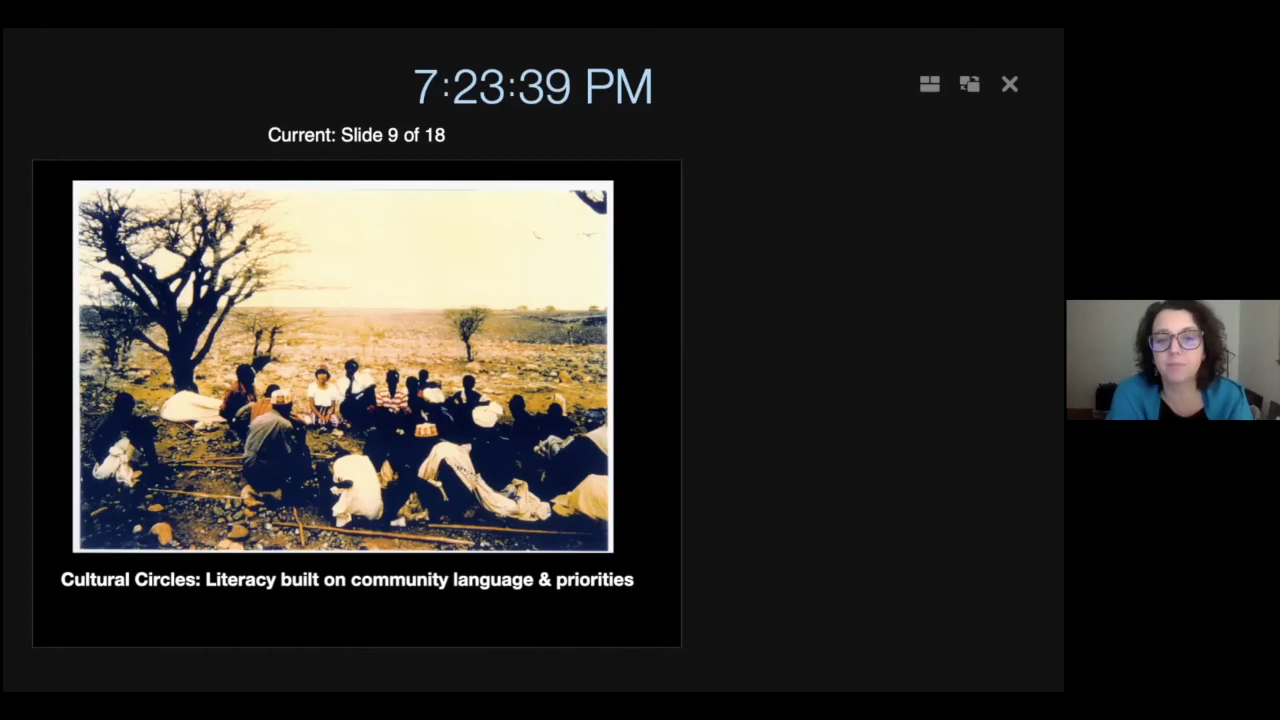 7:23:39 PM
Current: Slide 9 of 18
Cultural Circles: Literacy built on community language & priorities